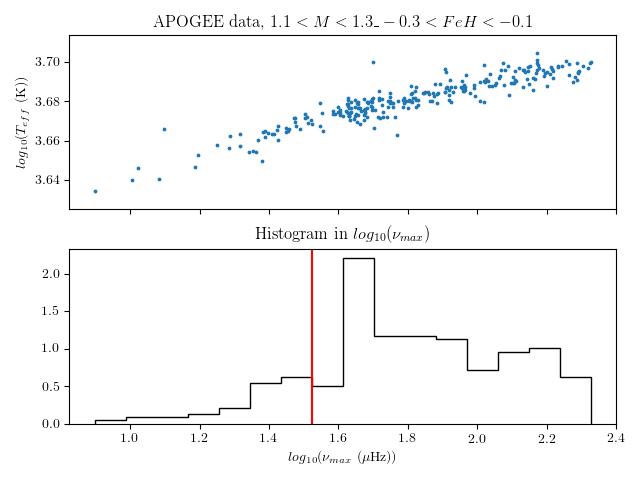 APOGEE data, 1.1 < M < 1.3_ − 0.3 < FeH < −0.1
3.70
3.68
3.66
3.64
log10(Teff (K))
Histogram in log10(νmax)
2.0
1.5
1.0
0.5
0.0
log10(νmax (μHz))
1.0 1.2 1.4 1.6 1.8 2.0 2.2 2.4